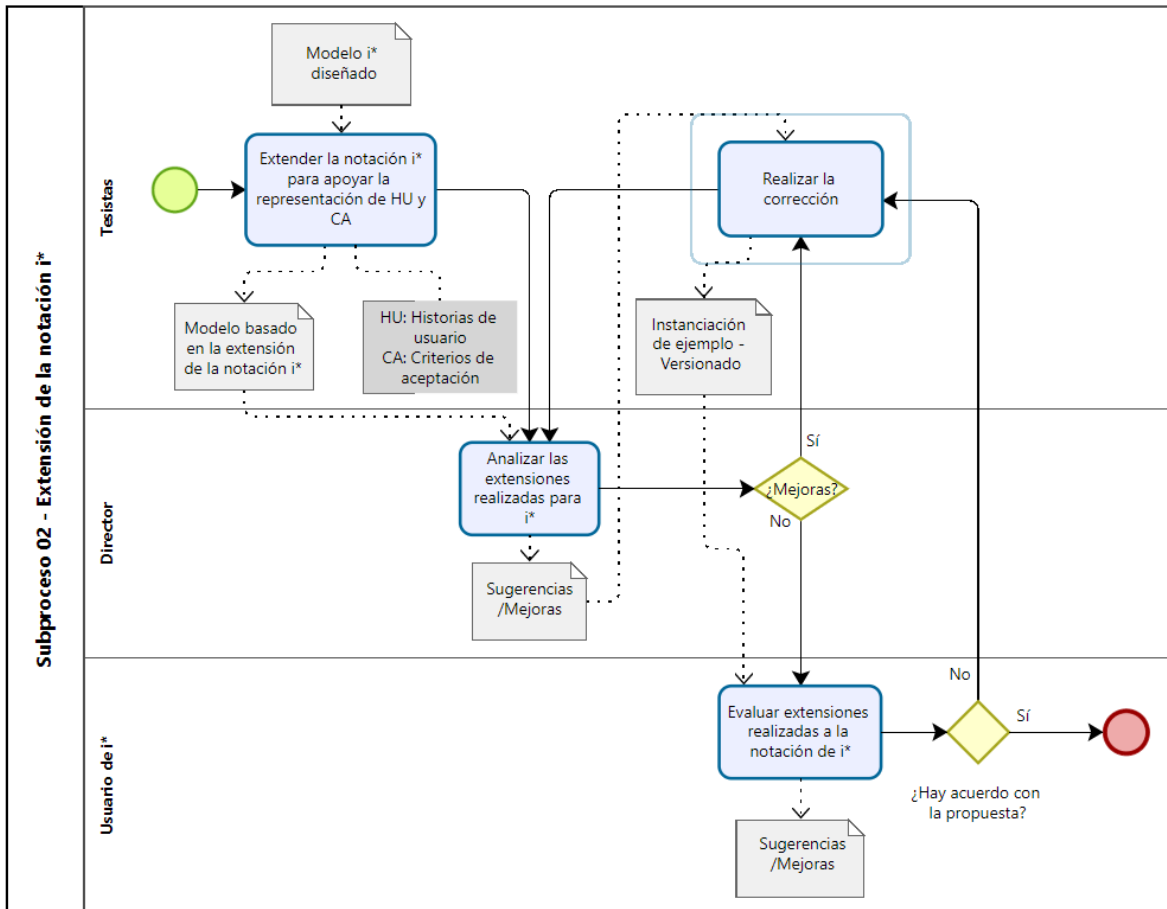 Subproceso 02 - Extensión de la notación i*
Tesistas
Modelo i*
diseñado
Extender la notación i*
para apoyar la
representación de HU y
CA
Realizar la
corrección
Modelo basado
en la extensión
de la notación i*
HU: Historias de
usuario
CA: Criterios de
aceptación
Instanciación
de ejemplo -
Versionado
Director
Analizar las
extensiones
realizadas para
i*
Sí
¿Mejoras?
No
Sugerencias
/Mejoras
Usuario de i*
Evaluar extensiones
realizadas a la
notación de i*
No
Sí
¿Hay acuerdo con
la propuesta?
Sugerencias
/Mejoras